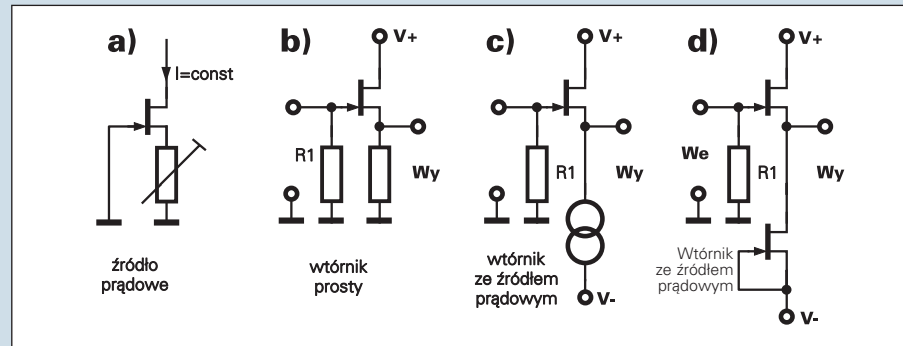 a)
I=const
źródło
prądowe
b)
V+
R1
Wy
wtórnik
prosty
c)
V+
R1
Wy
wtórnik
ze źródłem
prądowym
V-
d)
V+
We
R1
Wy
Wtórnik
ze źródłem
prądowym
V-